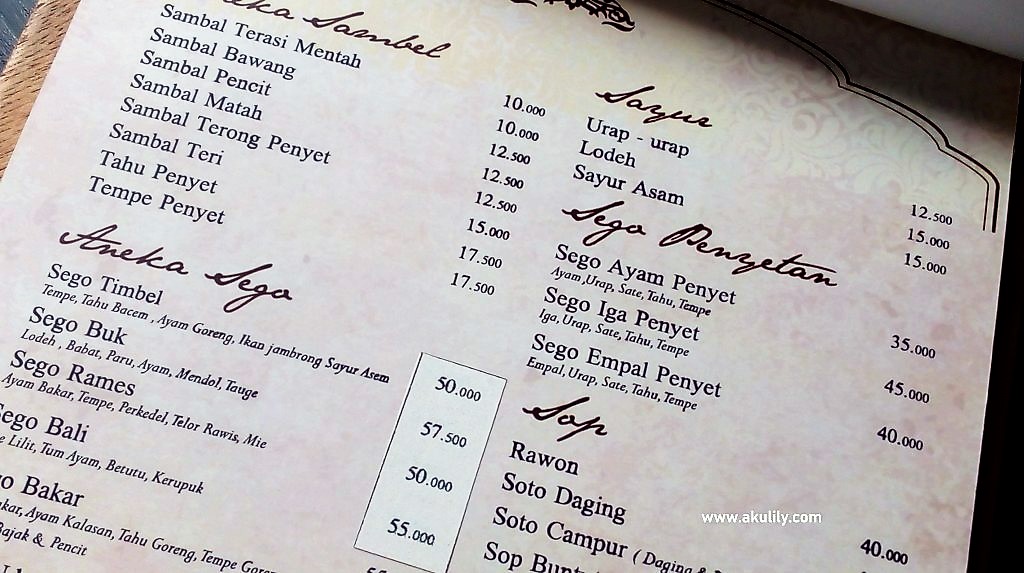 Sambel
Sambal Terasi Mentah 10.000
Sambal Bawang 10.000
Sambal Pencit 12.500
Sambal Matah 12.500
Sambal Terong Penyet 12.500
Sambal Teri 15.000
Tahu Penyet 17.500
Tempe Penyet 17.500
Aneka Sego
Sego Timbel 50.000
Tempe, Tahu Bacem , Ayam Goreng, Ikan jambrong Sayur Asem
Sego Buk 57.500
Lodeh , Babat, Paru, Ayam, Mendol, Tauge
Sego Rames 50.000
Ayam Bakar, Tempe, Perkedel, Telor Rawis, Mie
Sego Bali 55.000
Lilit, Tum Ayam, Betutu, Kerupuk
Bakar
Ayam Kalasan, Tahu Goreng, Tempe
& Pencit
Sayur
Urap - urap 12.500
Lodeh 15.000
Sayur Asam 15.000
Sego Penyetan
Sego Ayam Penyet 35.000
Ayam ,Urap, Sate, Tahu, Tempe
Sego Iga Penyet 45.000
Iga, Urap, Sate, Tahu, Tempe
Sego Empal Penyet 40.000
Empal, Urap, Sate, Tahu, Tempe
Sop
Rawon 40.000
Soto Daging
Soto Campur ( Daging &
Sop
www.akulily.com